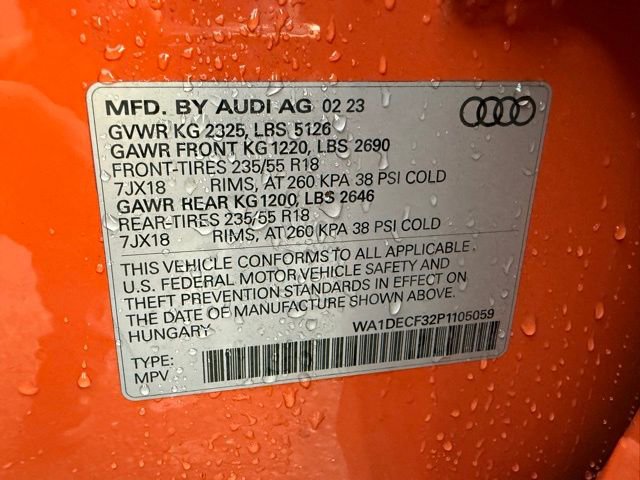 MFD. BY AUDI AG 02 23
GVWR KG 2325, LBS 5126
GAWR FRONT KG 1220, LBS 2690
FRONT-TIRES 235/55 R18
7JX18 RIMS, AT 260 KPA 38 PSI COLD
GAWR REAR KG 1200, LBS 2646
REAR-TIRES 235/55 R18
7JX18 RIMS, AT 260 KPA 38 PSI COLD
THIS VEHICLE CONFORMS TO ALL APPLICABLE
U.S. FEDERAL MOTOR VEHICLE SAFETY AND
THEFT PREVENTION STANDARDS IN EFFECT ON
THE DATE OF MANUFACTURE SHOWN ABOVE.
HUNGARY WA1DECF32P1105059
TYPE:
MPV